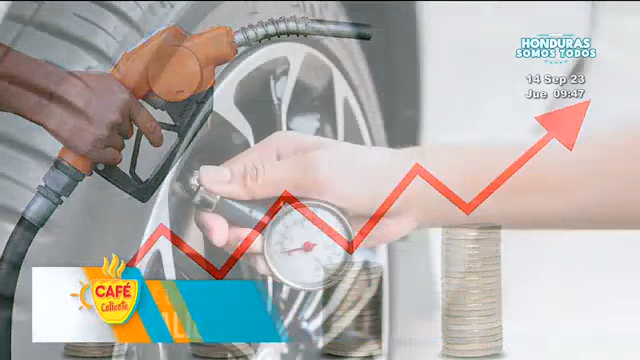 HONDURAS
SOMOS TODOS
14 Sep 23
Jue 09:47
CAFÉ
Caliente